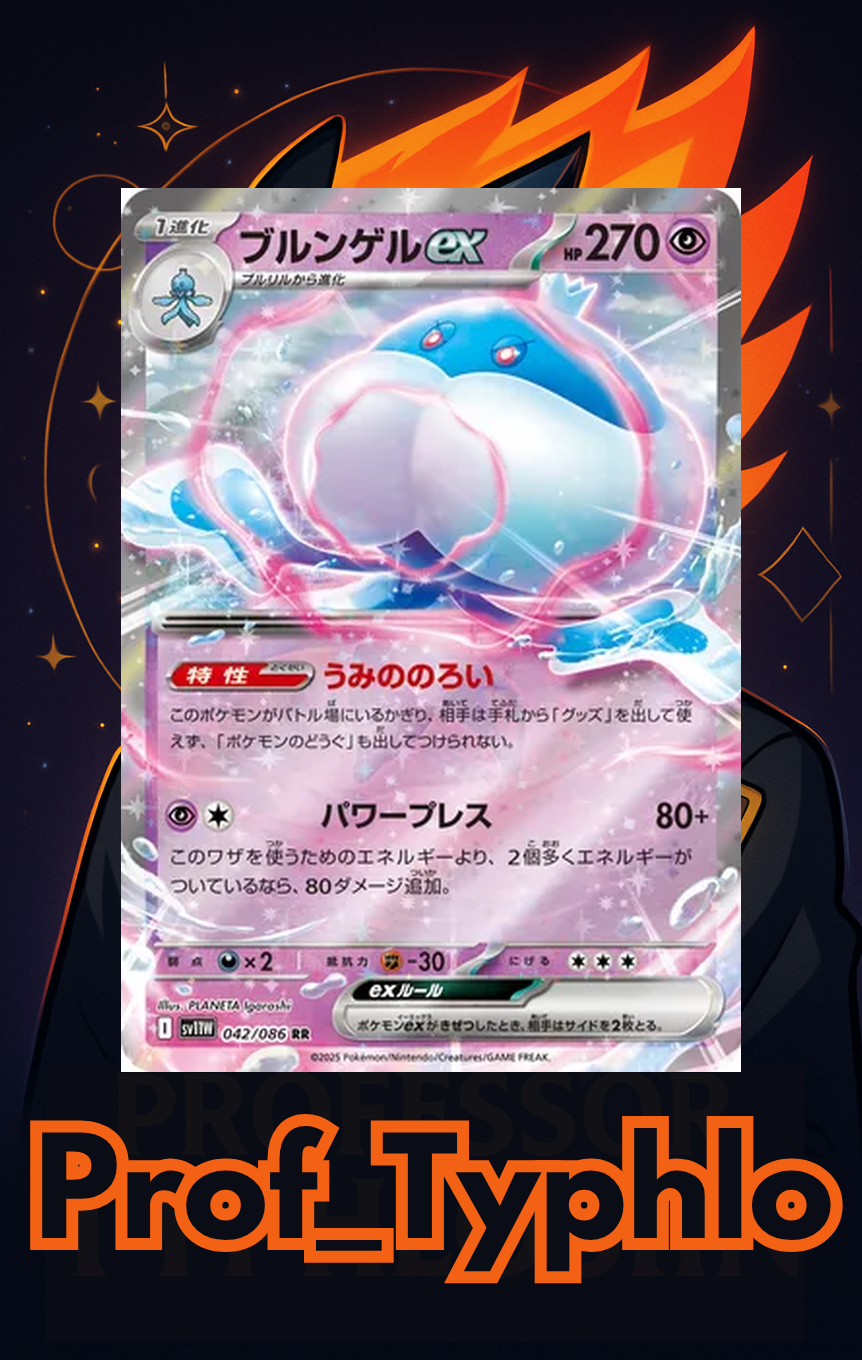 1進化
ブルンゲルex
HP 270
プルリルから進化
特性 とくせい うみののろい
このポケモンがバトル場にいるかぎり、相手は手札から「グッズ」を出して使
えず、「ポケモンのどうぐ」も出してつけられない。
パワープレス 80+
このワザを使うためのエネルギーより、2個多くエネルギーが
ついているなら、80ダメージ追加。
弱点 ×2 抵抗力 -30 にげる
exルール
ポケモンexがきぜつしたとき、相手はサイドを2枚とる。
Illus. PLANETA Igarashi
I sv11W 042/086 RR
©2025 Pokémon/Nintendo/Creatures/GAME FREAK.
PROFESSOR
Prof_Typhlo